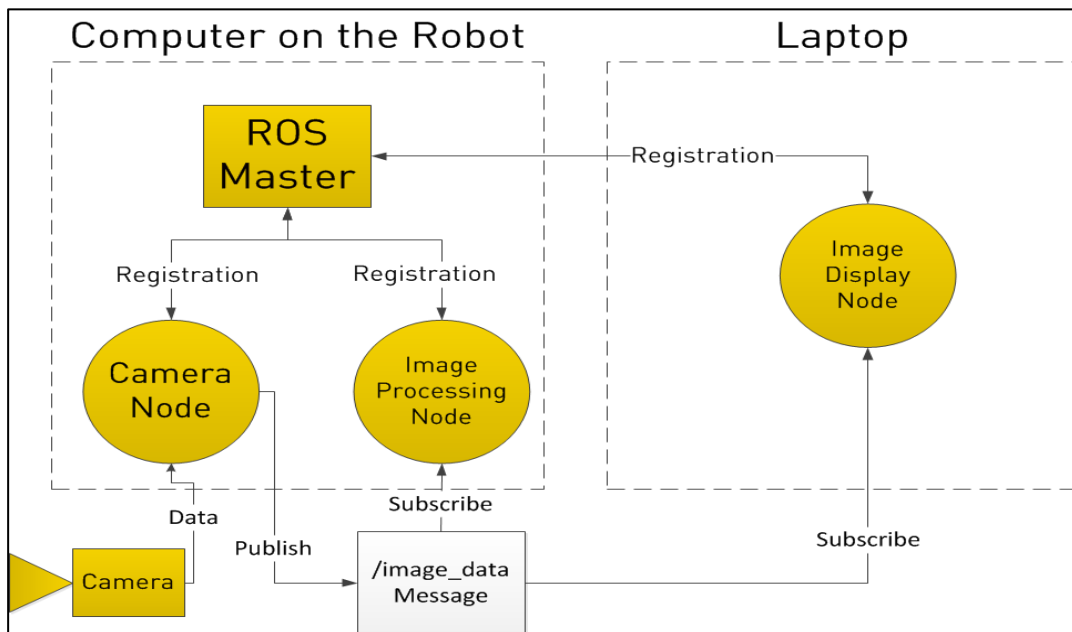 Computer on the Robot
Laptop
ROS
Master
Registration
Registration
Registration
Image
Display
Node
Camera
Node
Image
Processing
Node
Data
Publish
Subscribe
Subscribe
Camera
/image_data
Message